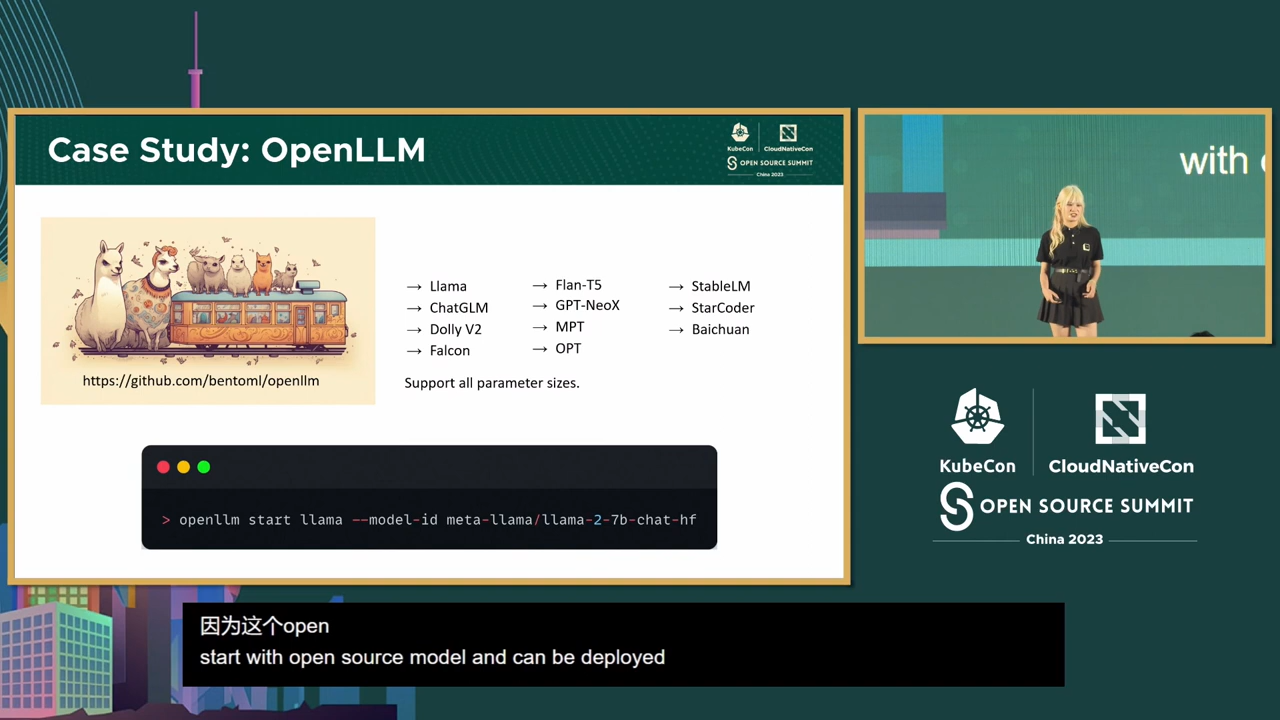 Case Study: OpenLLM
KubeCon
CloudNativeCon
OPEN SOURCE SUMMIT
China 2023
https://github.com/bentoml/openllm
→ Llama
→ ChatGLM
→ Dolly V2
→ Falcon
→ Flan-T5
→ GPT-NeoX
→ MPT
→ OPT
→ StableLM
→ StarCoder
→ Baichuan
Support all parameter sizes.
> openllm start llama --model-id meta-llama/llama-2-7b-chat-hf
with
KubeCon
CloudNativeCon
OPEN SOURCE SUMMIT
China 2023
因为这个open
start with open source model and can be deployed